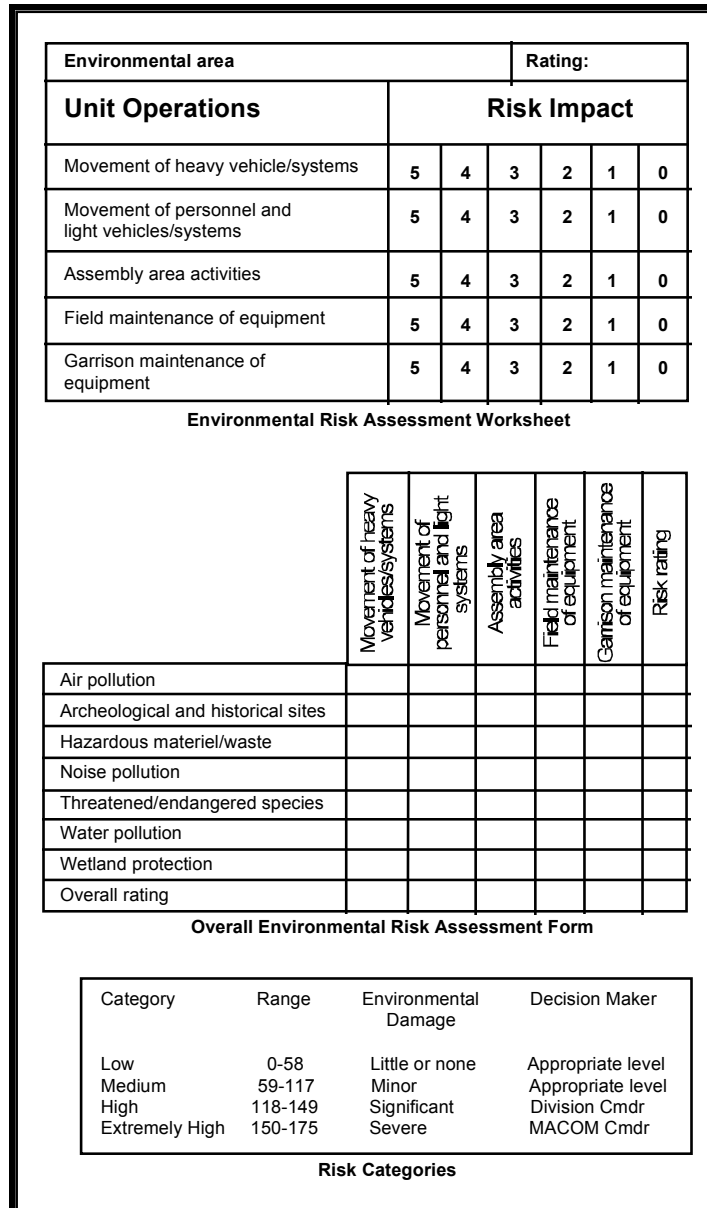 Environmental area Rating:
Unit Operations Risk Impact
Movement of heavy vehicle/systems 5 4 3 2 1 0
Movement of personnel and
light vehicles/systems 5 4 3 2 1 0
Assembly area activities 5 4 3 2 1 0
Field maintenance of equipment 5 4 3 2 1 0
Garrison maintenance of
equipment 5 4 3 2 1 0
Environmental Risk Assessment Worksheet
Movement of heavy
vehicles/systems
Movement of
personnel and light
systems
Assembly area
activities
Field maintenance
of equipment
Garrison maintenance
of equipment
Risk rating
Air pollution
Archeological and historical sites
Hazardous materiel/waste
Noise pollution
Threatened/endangered species
Water pollution
Wetland protection
Overall rating
Overall Environmental Risk Assessment Form
Category Range Environmental Decision Maker
Damage
Low 0-58 Little or none Appropriate level
Medium 59-117 Minor Appropriate level
High 118-149 Significant Division Cmdr
Extremely High 150-175 Severe MACOM Cmdr
Risk Categories